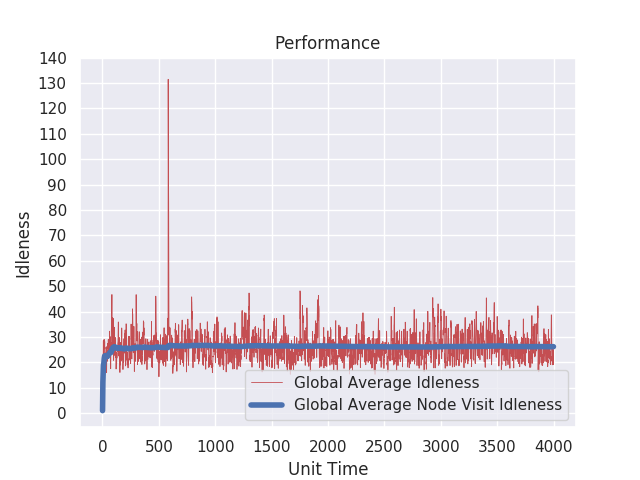 Performance
140
130
120
110
100
90
80
70
60
50
40
30
20
10
0
Idleness
Global Average Idleness
Global Average Node Visit Idleness
0 500 1000 1500 2000 2500 3000 3500 4000
Unit Time